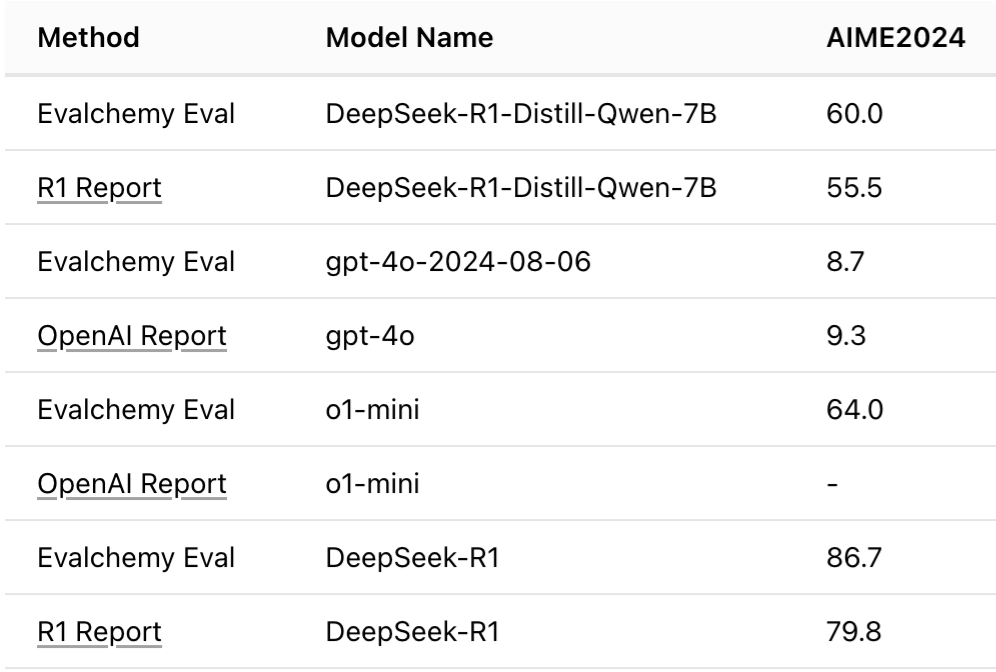 Method Model Name AIME2024
Evalchemy Eval DeepSeek-R1-Distill-Qwen-7B 60.0
R1 Report DeepSeek-R1-Distill-Qwen-7B 55.5
Evalchemy Eval gpt-4o-2024-08-06 8.7
OpenAI Report gpt-4o 9.3
Evalchemy Eval o1-mini 64.0
OpenAI Report o1-mini -
Evalchemy Eval DeepSeek-R1 86.7
R1 Report DeepSeek-R1 79.8